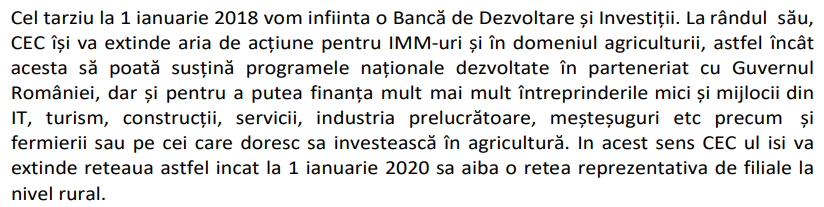 Cel tarziu la 1 ianuarie 2018 vom infiinta o Bancă de Dezvoltare și Investiții. La rândul său,
CEC își va extinde aria de acțiune pentru IMM-uri și în domeniul agriculturii, astfel încât
acesta să poată susțină programele naționale dezvoltate în parteneriat cu Guvernul
României, dar și pentru a putea finanța mult mai mult întreprinderile mici și mijlocii din
IT, turism, construcții, servicii, industria prelucrătoare, meșteșuguri etc precum și
fermierii sau pe cei care doresc sa investească în agricultură. In acest sens CEC ul isi va
extinde reteaua astfel incat la 1 ianuarie 2020 sa aiba o retea reprezentativa de filiale la
nivel rural.